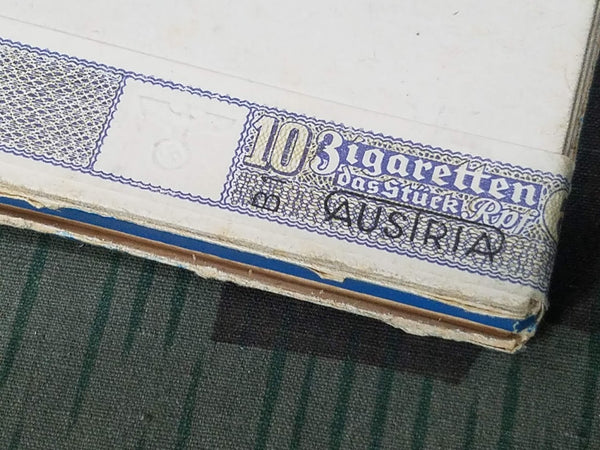 10 Zigaretten
das Stück Rpf
AUSTRIA